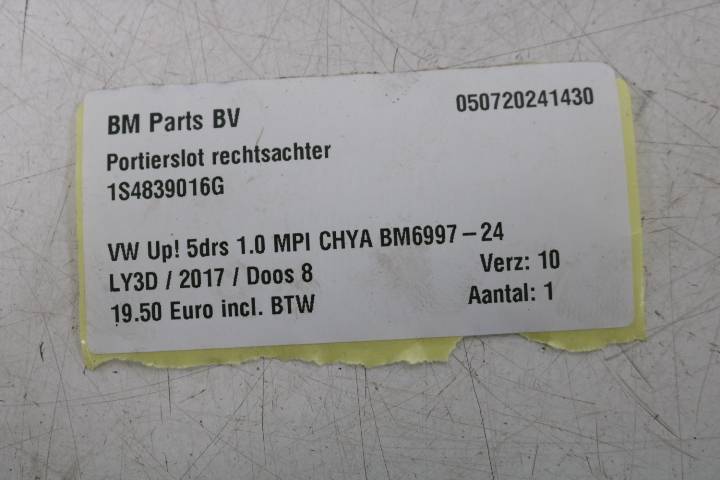 BM Parts BV 050720241430
Portierslot rechtsachter
1S4839016G
VW Up! 5drs 1.0 MPI CHYA BM6997-24
LY3D / 2017 / Doos 8 Verz: 10
19.50 Euro incl. BTW Aantal: 1